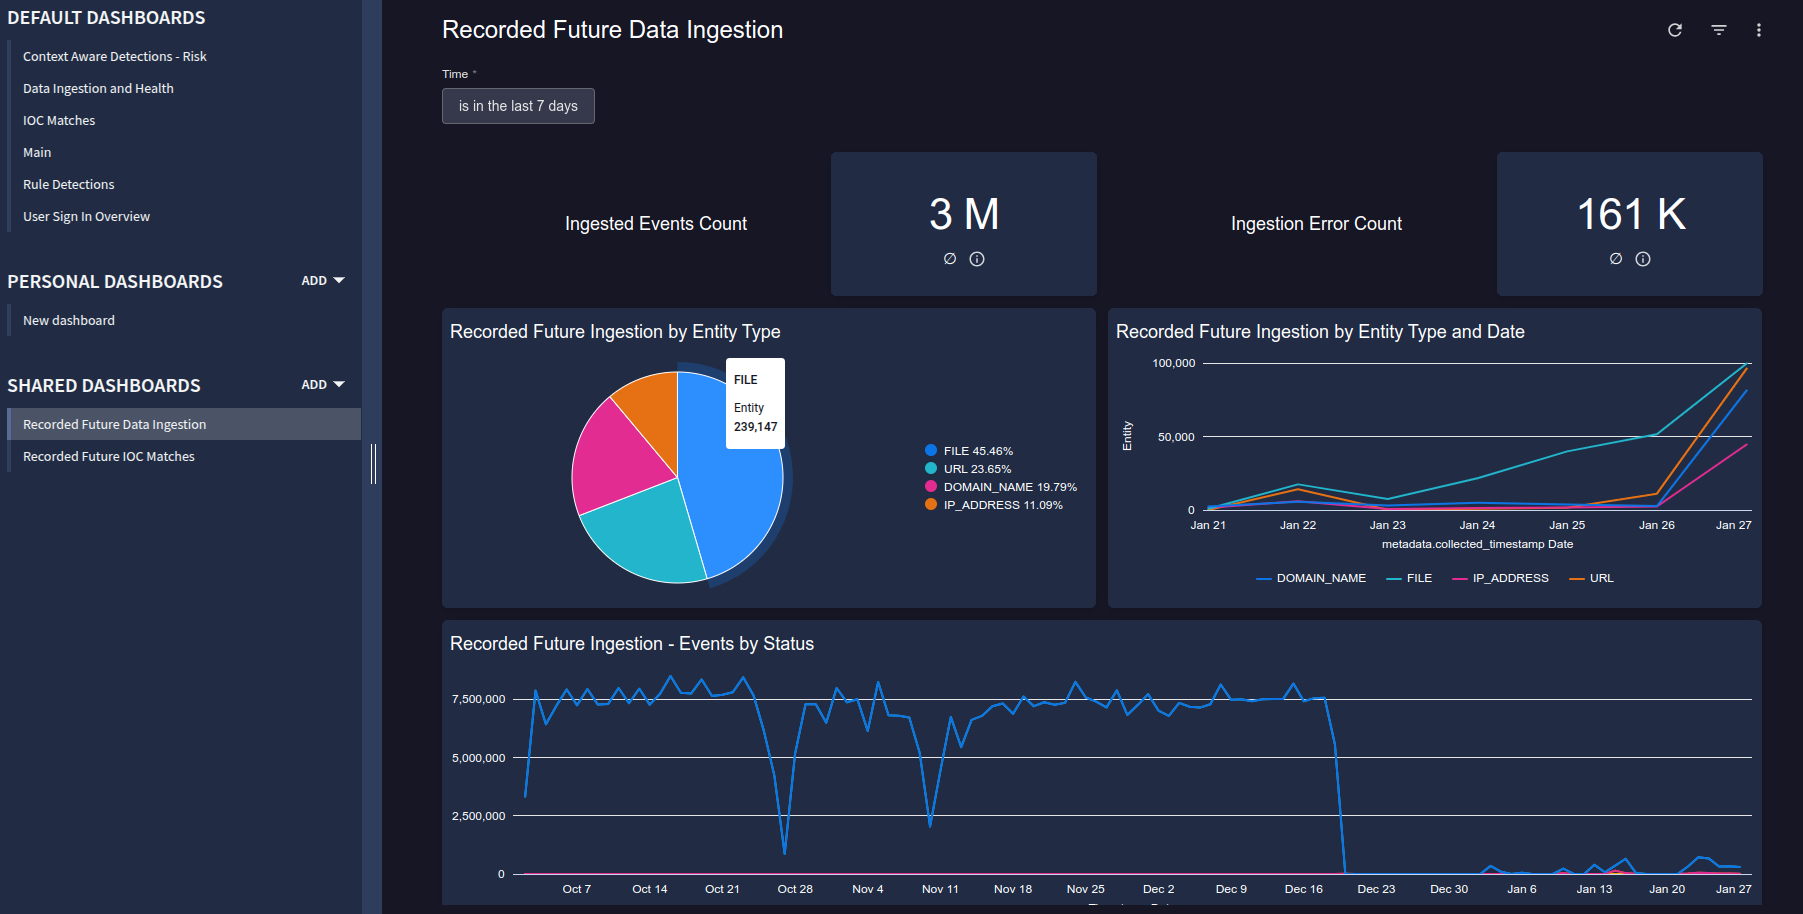 DEFAULT DASHBOARDS
Context Aware Detections - Risk
Data Ingestion and Health
IOC Matches
Main
Rule Detections
User Sign In Overview
PERSONAL DASHBOARDS
ADD
New dashboard
SHARED DASHBOARDS
ADD
Recorded Future Data Ingestion
Recorded Future IOC Matches
Recorded Future Data Ingestion
Time *
is in the last 7 days
Ingested Events Count
3 M
∅
Ingestion Error Count
161 K
∅
Recorded Future Ingestion by Entity Type
FILE
Entity
239,147
FILE 45.46%
URL 23.65%
DOMAIN_NAME 19.79%
IP_ADDRESS 11.09%
Recorded Future Ingestion by Entity Type and Date
100,000
50,000
0
Entity
Jan 21 Jan 22 Jan 23 Jan 24 Jan 25 Jan 26 Jan 27
metadata.collected_timestamp Date
DOMAIN_NAME FILE IP_ADDRESS URL
Recorded Future Ingestion - Events by Status
7,500,000
5,000,000
2,500,000
0
Oct 7 Oct 14 Oct 21 Oct 28 Nov 4 Nov 11 Nov 18 Nov 25 Dec 2 Dec 9 Dec 16 Dec 23 Dec 30 Jan 6 Jan 13 Jan 20 Jan 27